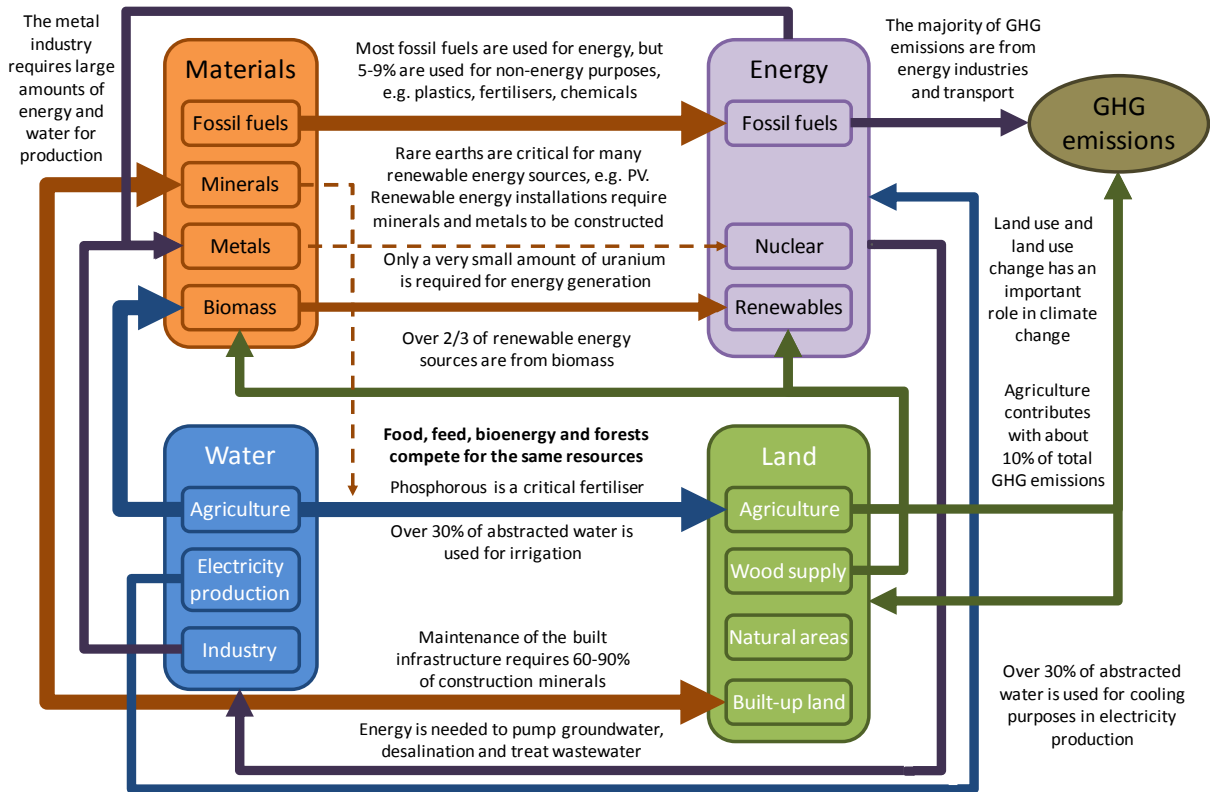 The metal
industry
requires large
amounts of
energy and
water for
production
Materials
Fossil fuels
Minerals
Metals
Biomass
Most fossil fuels are used for energy, but
5-9% are used for non-energy purposes,
e.g. plastics, fertilisers, chemicals
Rare earths are critical for many
renewable energy sources, e.g. PV.
Renewable energy installations require
minerals and metals to be constructed
Only a very small amount of uranium
is required for energy generation
Over 2/3 of renewable energy
sources are from biomass
Energy
Fossil fuels
Nuclear
Renewables
The majority of GHG
emissions are from
energy industries
and transport
GHG
emissions
Land use and
land use
change has an
important
role in climate
change
Agriculture
contributes
with about
10% of total
GHG emissions
Water
Agriculture
Electricity
production
Industry
Food, feed, bioenergy and forests
compete for the same resources
Phosphorous is a critical fertiliser
Over 30% of abstracted water is
used for irrigation
Maintenance of the built
infrastructure requires 60-90%
of construction minerals
Energy is needed to pump groundwater,
desalination and treat wastewater
Land
Agriculture
Wood supply
Natural areas
Built-up land
Over 30% of abstracted
water is used for cooling
purposes in electricity
production